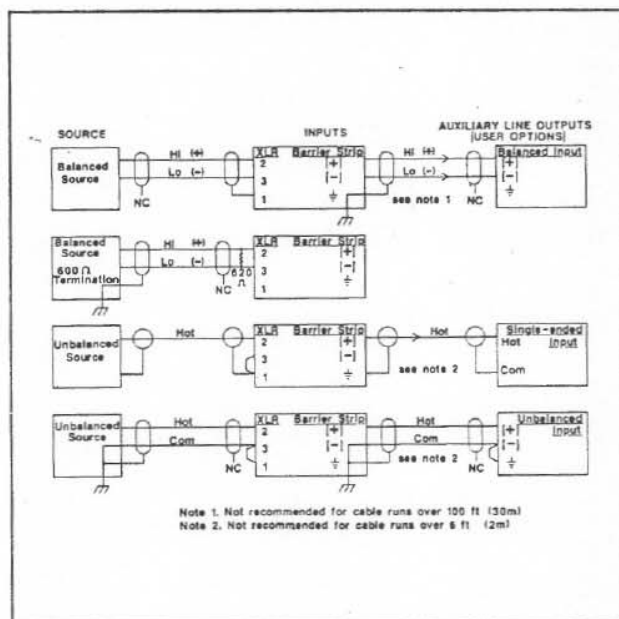 SOURCE
INPUTS
AUXILIARY LINE OUTPUTS
(USER OPTIONS)
Balanced
Source
Hi (+)
Lo (-)
NC
XLR Barrier Strip
2 [+]
3 [-]
1
Hi (+)
Lo (-)
see note 1
NC
Balanced Input
[+]
[-]
Balanced
Source
600 Ω
Termination
Hi (+)
Lo (-)
NC
620
Ω
XLR Barrier Strip
2 [+]
3 [-]
1
Unbalanced
Source
Hot
XLR Barrier Strip
2 [+]
3 [-]
1
Hot
see note 2
Single-ended
Input
Hot
Com
Unbalanced
Source
Hot
Com
NC
XLR Barrier Strip
2 [+]
3 [-]
1
Hot
Com
see note 2
NC
Unbalanced
Input
[+]
[-]
Note 1. Not recommended for cable runs over 100 ft (30m)
Note 2. Not recommended for cable runs over 6 ft (2m)